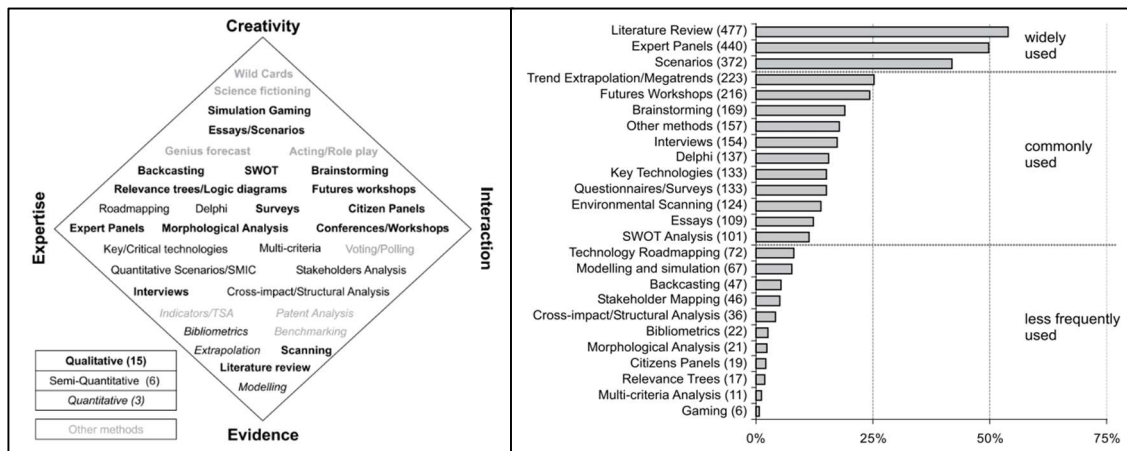 Creativity
Wild Cards
Science fictioning
Simulation Gaming
Essays/Scenarios
Genius forecast Acting/Role play
Backcasting SWOT Brainstorming
Relevance trees/Logic diagrams Futures workshops
Roadmapping Delphi Surveys Citizen Panels
Expert Panels Morphological Analysis Conferences/Workshops
Key/Critical technologies Multi-criteria Voting/Polling
Quantitative Scenarios/SMIC Stakeholders Analysis
Interviews Cross-impact/Structural Analysis
Indicators/TSA Patent Analysis
Bibliometrics Benchmarking
Extrapolation Scanning
Literature review
Modelling
Evidence
Expertise
Interaction
Qualitative (15)
Semi-Quantitative (6)
Quantitative (3)
Other methods
Literature Review (477)
Expert Panels (440)
Scenarios (372)
Trend Extrapolation/Megatrends (223)
Futures Workshops (216)
Brainstorming (169)
Other methods (157)
Interviews (154)
Delphi (137)
Key Technologies (133)
Questionnaires/Surveys (133)
Environmental Scanning (124)
Essays (109)
SWOT Analysis (101)
Technology Roadmapping (72)
Modelling and simulation (67)
Backcasting (47)
Stakeholder Mapping (46)
Cross-impact/Structural Analysis (36)
Bibliometrics (22)
Morphological Analysis (21)
Citizens Panels (19)
Relevance Trees (17)
Multi-criteria Analysis (11)
Gaming (6)
0% 25% 50% 75%
widely
used
commonly
used
less frequently
used